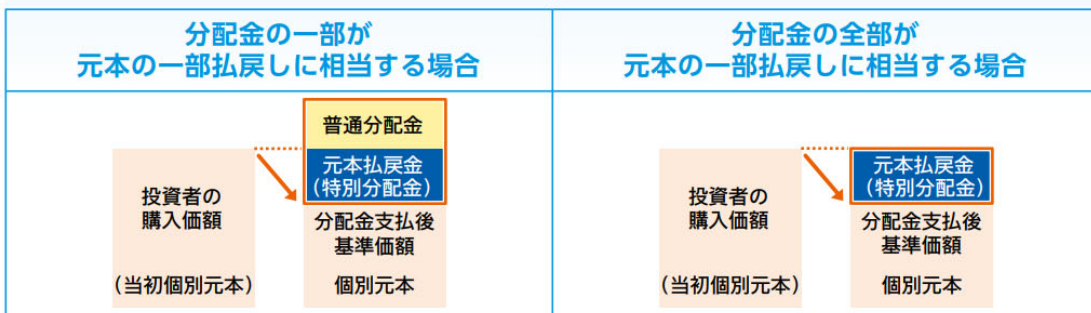 分配金の一部が
元本の一部払戻しに相当する場合
分配金の全部が
元本の一部払戻しに相当する場合
普通分配金
元本払戻金
（特別分配金）
投資者の
購入価額
（当初個別元本）
分配金支払後
基準価額
個別元本
元本払戻金
（特別分配金）
投資者の
購入価額
（当初個別元本）
分配金支払後
基準価額
個別元本